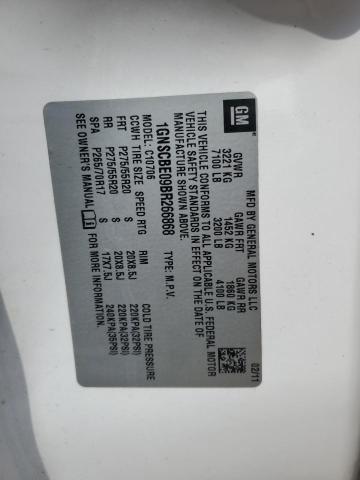 GM
MFD BY GENERAL MOTORS LLC
02/11
GVWR GAWR FRT GAWR RR
3221 KG 1452 KG 1860 KG
7100 LB 3200 LB 4100 LB
THIS VEHICLE CONFORMS TO ALL APPLICABLE U.S. FEDERAL MOTOR
VEHICLE SAFETY STANDARDS IN EFFECT ON THE DATE OF
MANUFACTURE SHOWN ABOVE.
1GNSCBE09BR266868 TYPE: M.P.V.
MODEL: C10706
CCWH TIRE SIZE SPEED RTG RIM COLD TIRE PRESSURE
FRT P275/55R20 S 20X8.5J 220KPA(32PSI)
RR P275/55R20 S 20X8.5J 220KPA(32PSI)
SPA P265/70R17 S 17X7.5J 240KPA(35PSI)
SEE OWNER'S MANUAL FOR MORE INFORMATION.